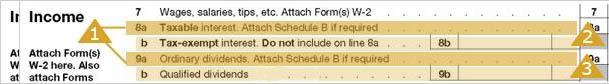 Income
7 Wages, salaries, tips, etc. Attach Form(s) W-2
8a Taxable interest. Attach Schedule B if required
b Tax-exempt interest. Do not include on line 8a 8b
9a Ordinary dividends. Attach Schedule B if required
b Qualified dividends 9b
Attach Form(s)
W-2 here. Also
attach Forms
1
2
3